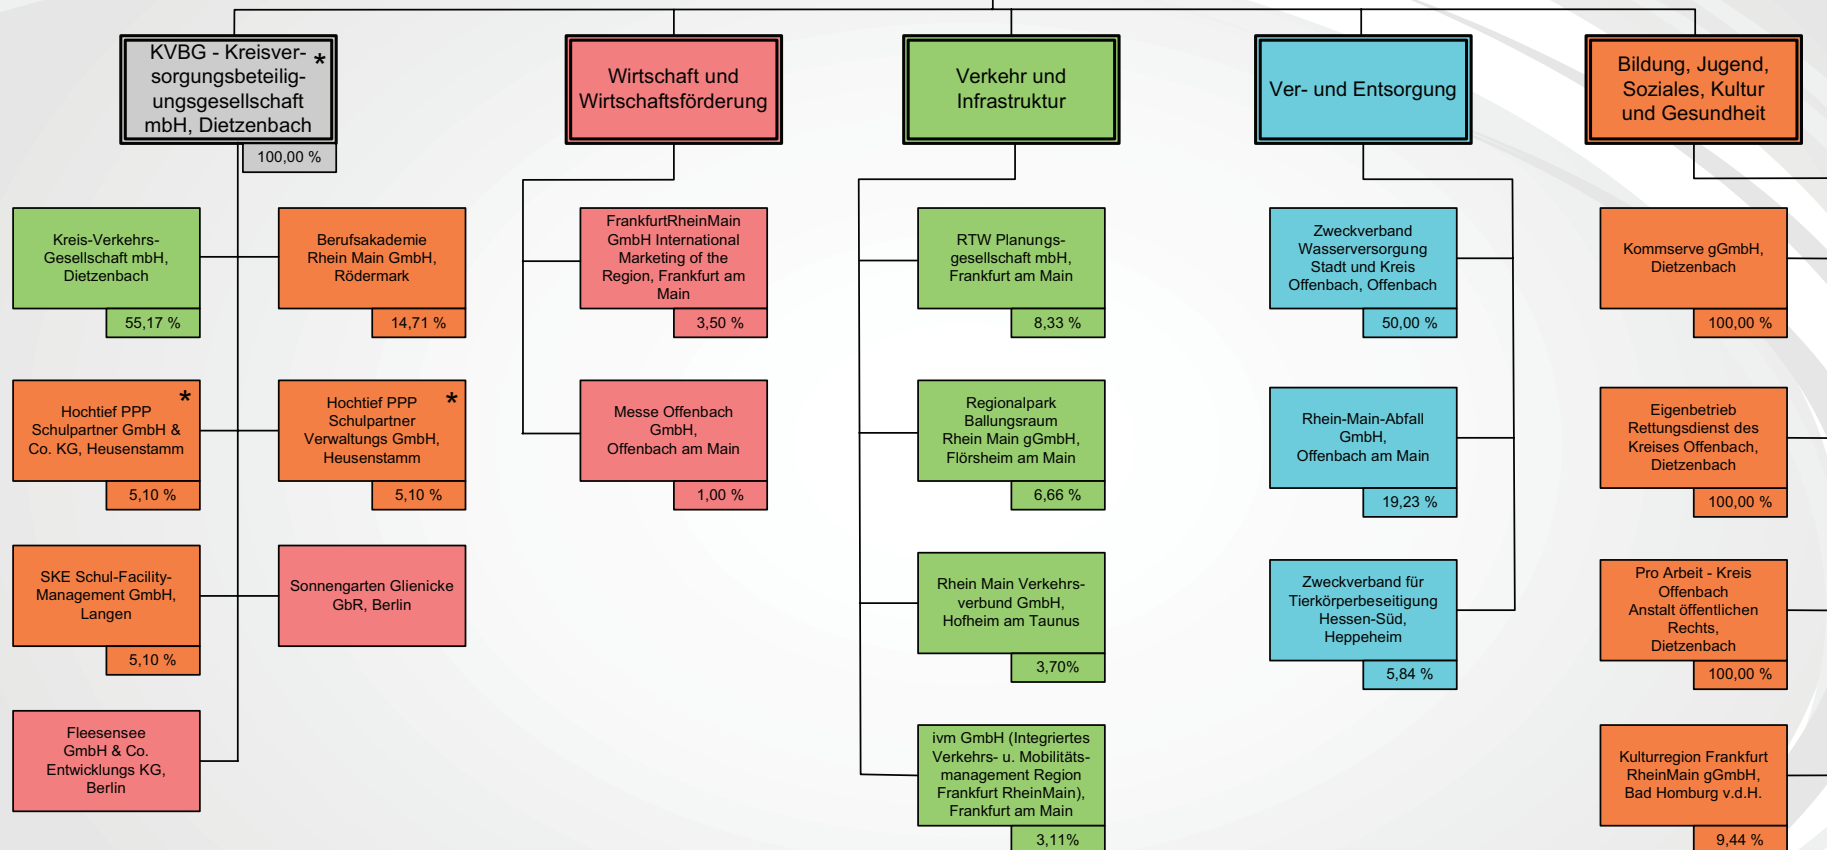 KVBG - Kreisver-
sorgungsbeteilig-
ungsgesellschaft
mbH, Dietzenbach
*
100,00 %
Wirtschaft und
Wirtschaftsförderung
Verkehr und
Infrastruktur
Ver- und Entsorgung
Bildung, Jugend,
Soziales, Kultur
und Gesundheit
Kreis-Verkehrs-
Gesellschaft mbH,
Dietzenbach
55,17 %
Berufsakademie
Rhein Main GmbH,
Rödermark
14,71 %
Hochtief PPP
Schulpartner GmbH &
Co. KG, Heusenstamm
*
5,10 %
Hochtief PPP
Schulpartner
Verwaltungs GmbH,
Heusenstamm
*
5,10 %
SKE Schul-Facility-
Management GmbH,
Langen
5,10 %
Sonnengarten Glienicke
GbR, Berlin
Fleesensee
GmbH & Co.
Entwicklungs KG,
Berlin
FrankfurtRheinMain
GmbH International
Marketing of the
Region, Frankfurt am
Main
3,50 %
Messe Offenbach
GmbH,
Offenbach am Main
1,00 %
RTW Planungs-
gesellschaft mbH,
Frankfurt am Main
8,33 %
Regionalpark
Ballungsraum
Rhein Main gGmbH,
Flörsheim am Main
6,66 %
Rhein Main Verkehrs-
verbund GmbH,
Hofheim am Taunus
3,70%
ivm GmbH (Integriertes
Verkehrs- u. Mobilitäts-
management Region
Frankfurt RheinMain),
Frankfurt am Main
3,11%
Zweckverband
Wasserversorgung
Stadt und Kreis
Offenbach, Offenbach
50,00 %
Rhein-Main-Abfall
GmbH,
Offenbach am Main
19,23 %
Zweckverband für
Tierkörperbeseitigung
Hessen-Süd,
Heppeheim
5,84 %
Kommserve gGmbH,
Dietzenbach
100,00 %
Eigenbetrieb
Rettungsdienst des
Kreises Offenbach,
Dietzenbach
100,00 %
Pro Arbeit - Kreis
Offenbach
Anstalt öffentlichen
Rechts,
Dietzenbach
100,00 %
Kulturregion Frankfurt
RheinMain gGmbH,
Bad Homburg v.d.H.
9,44 %